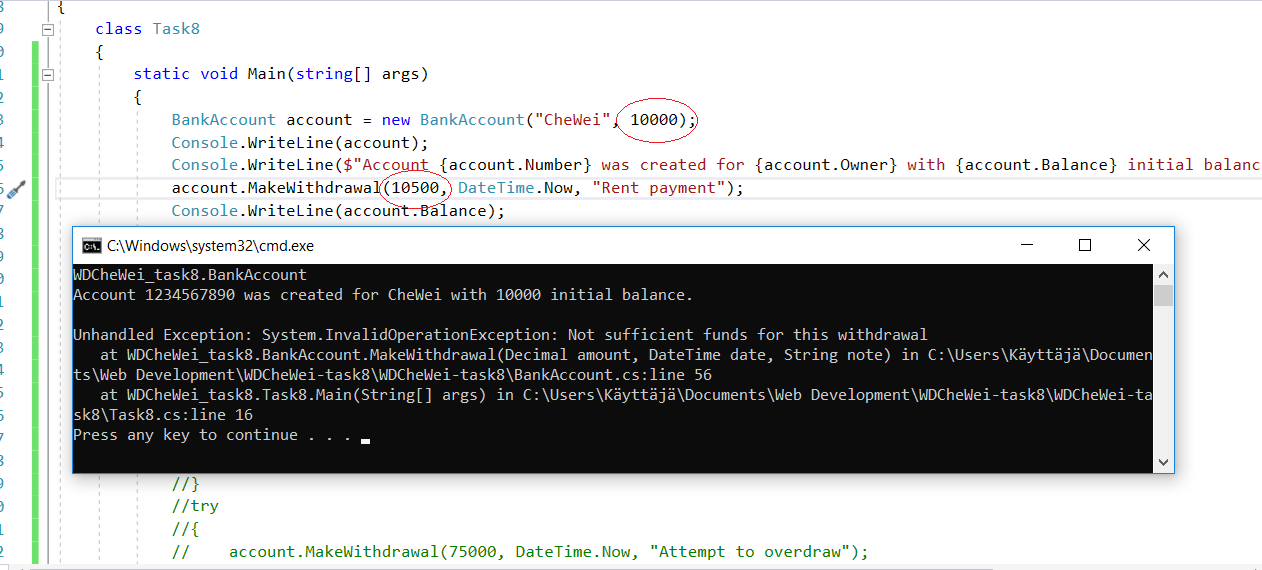 {
class Task8
{
static void Main(string[] args)
{
BankAccount account = new BankAccount("CheWei", 10000);
Console.WriteLine(account);
Console.WriteLine($"Account {account.Number} was created for {account.Owner} with {account.Balance} initial balanc
account.MakeWithdrawal(10500, DateTime.Now, "Rent payment");
Console.WriteLine(account.Balance);
C:\Windows\system32\cmd.exe
WDCheWei_task8.BankAccount
Account 1234567890 was created for CheWei with 10000 initial balance.
Unhandled Exception: System.InvalidOperationException: Not sufficient funds for this withdrawal
at WDCheWei_task8.BankAccount.MakeWithdrawal(Decimal amount, DateTime date, String note) in C:\Users\Käyttäjä\Documen
ts\Web Development\WDCheWei-task8\WDCheWei-task8\BankAccount.cs:line 56
at WDCheWei_task8.Task8.Main(String[] args) in C:\Users\Käyttäjä\Documents\Web Development\WDCheWei-task8\WDCheWei-ta
sk8\Task8.cs:line 16
Press any key to continue . . .
//}
//try
//{
// account.MakeWithdrawal(75000, DateTime.Now, "Attempt to overdraw");